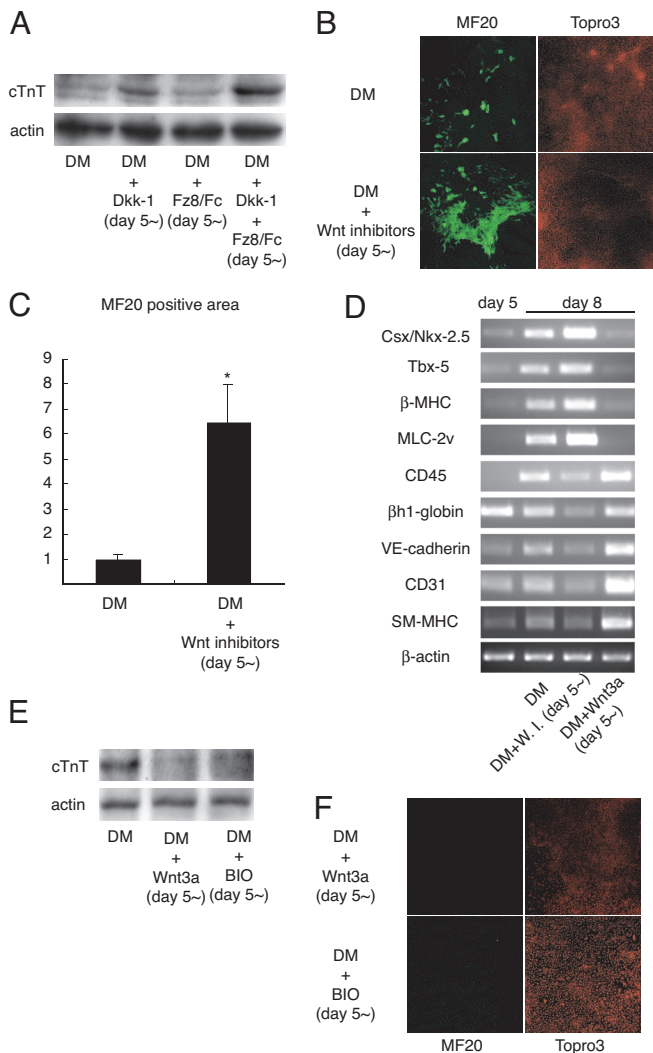 A
cTnT
actin
DM
DM
+
Dkk-1
(day 5~)
DM
+
Fz8/Fc
(day 5~)
DM
+
Dkk-1
+
Fz8/Fc
(day 5~)
B
MF20 Topro3
DM
DM
+
Wnt inhibitors
(day 5~)
C
MF20 positive area
9
8
7
6
5
4
3
2
1
*
DM
DM
+
Wnt inhibitors
(day 5~)
D
day 5 day 8
Csx/Nkx-2.5
Tbx-5
β-MHC
MLC-2v
CD45
βh1-globin
VE-cadherin
CD31
SM-MHC
β-actin
DM
DM+W. I. (day 5~)
DM+Wnt3a
(day 5~)
E
cTnT
actin
DM
DM
+
Wnt3a
(day 5~)
DM
+
BIO
(day 5~)
F
DM
+
Wnt3a
(day 5~)
DM
+
BIO
(day 5~)
MF20 Topro3